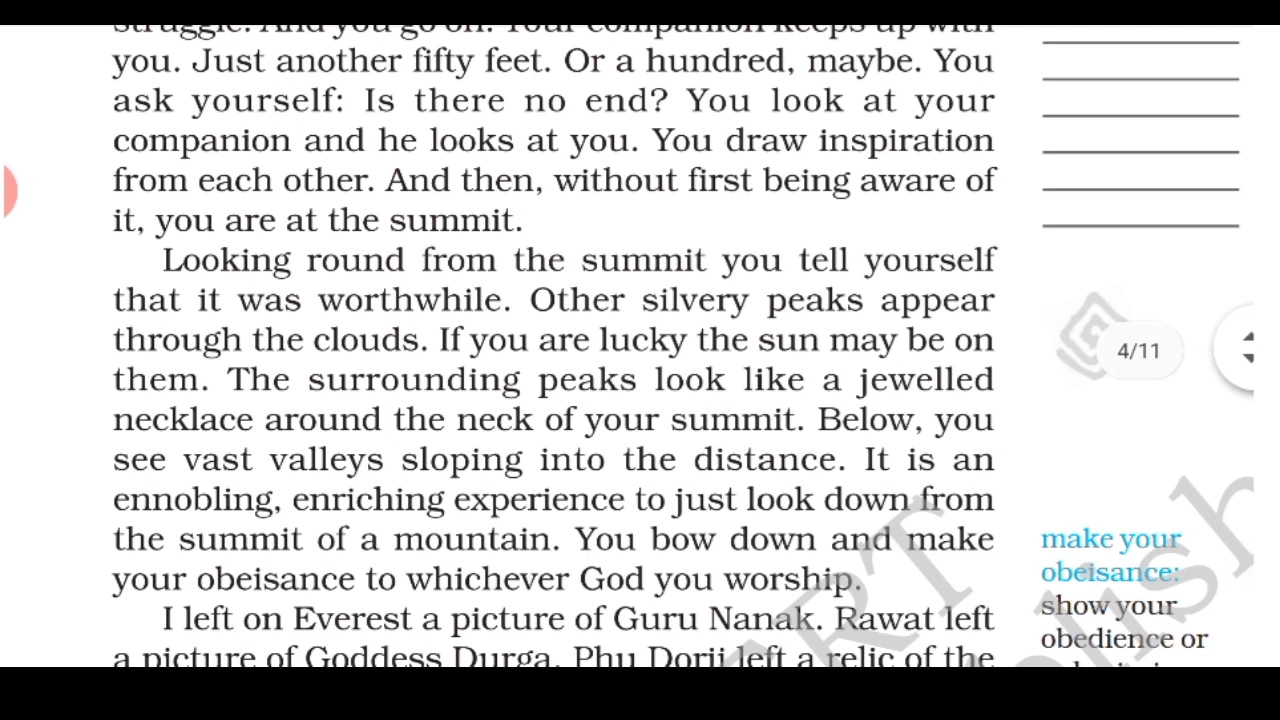 struggle. And you go on. Your companion keeps up with
you. Just another fifty feet. Or a hundred, maybe. You
ask yourself: Is there no end? You look at your
companion and he looks at you. You draw inspiration
from each other. And then, without first being aware of
it, you are at the summit.
Looking round from the summit you tell yourself
that it was worthwhile. Other silvery peaks appear
through the clouds. If you are lucky the sun may be on
them. The surrounding peaks look like a jewelled
necklace around the neck of your summit. Below, you
see vast valleys sloping into the distance. It is an
ennobling, enriching experience to just look down from
the summit of a mountain. You bow down and make
your obeisance to whichever God you worship.
I left on Everest a picture of Guru Nanak. Rawat left
a picture of Goddess Durga. Phu Dorji left a relic of the
4/11
make your
obeisance:
show your
obedience or